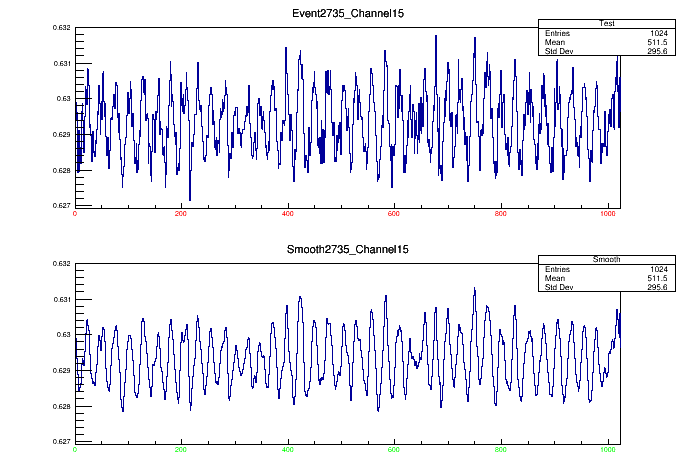 Event2735_Channel15
Test
Entries 1024
Mean 511.5
Std Dev 295.6
0.632
0.631
0.63
0.629
0.628
0.627
0 200 400 600 800 1000
Smooth2735_Channel15
Smooth
Entries 1024
Mean 511.5
Std Dev 295.6
0.632
0.631
0.63
0.629
0.628
0.627
0 200 400 600 800 1000